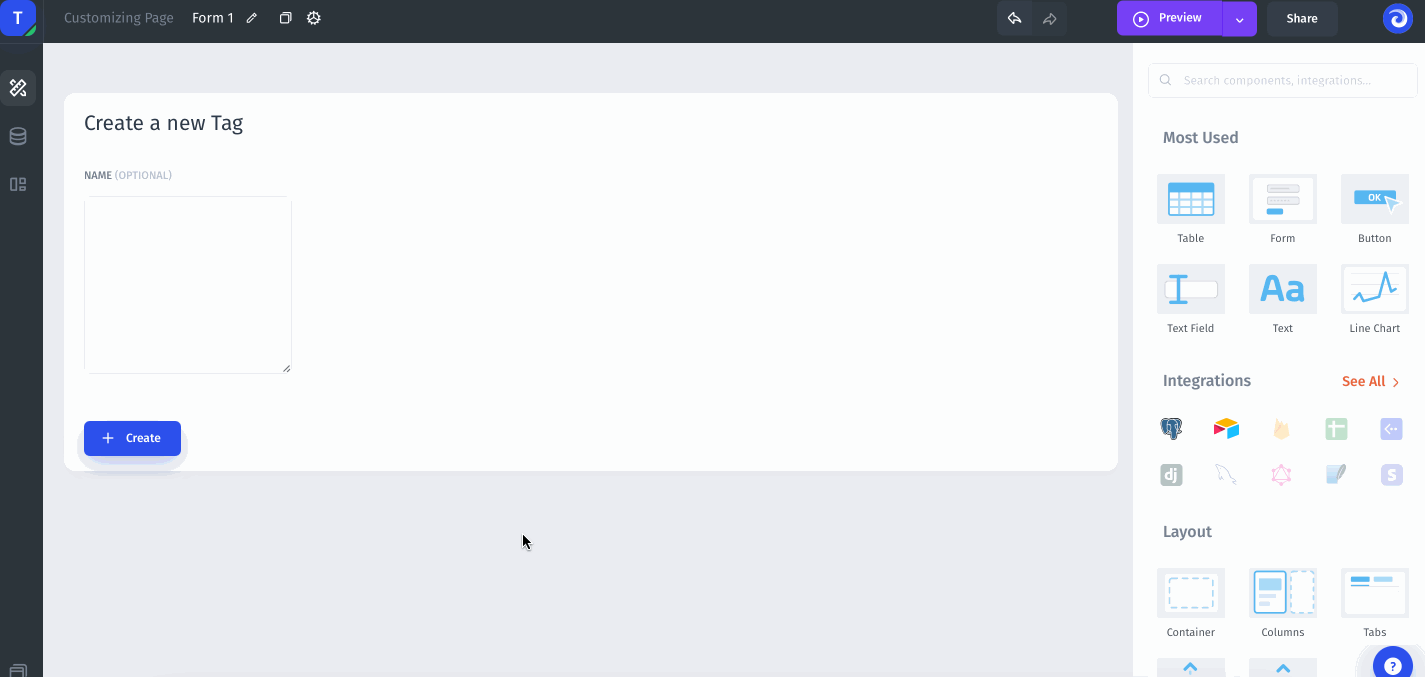 T
Customizing Page Form 1
Preview
Share
Search components, integrations...
Create a new Tag
NAME (OPTIONAL)
Create
Most Used
OK
Table Form Button
Aa
Text Field Text Line Chart
Integrations See All
dj
S
Layout
Container Columns Tabs
?